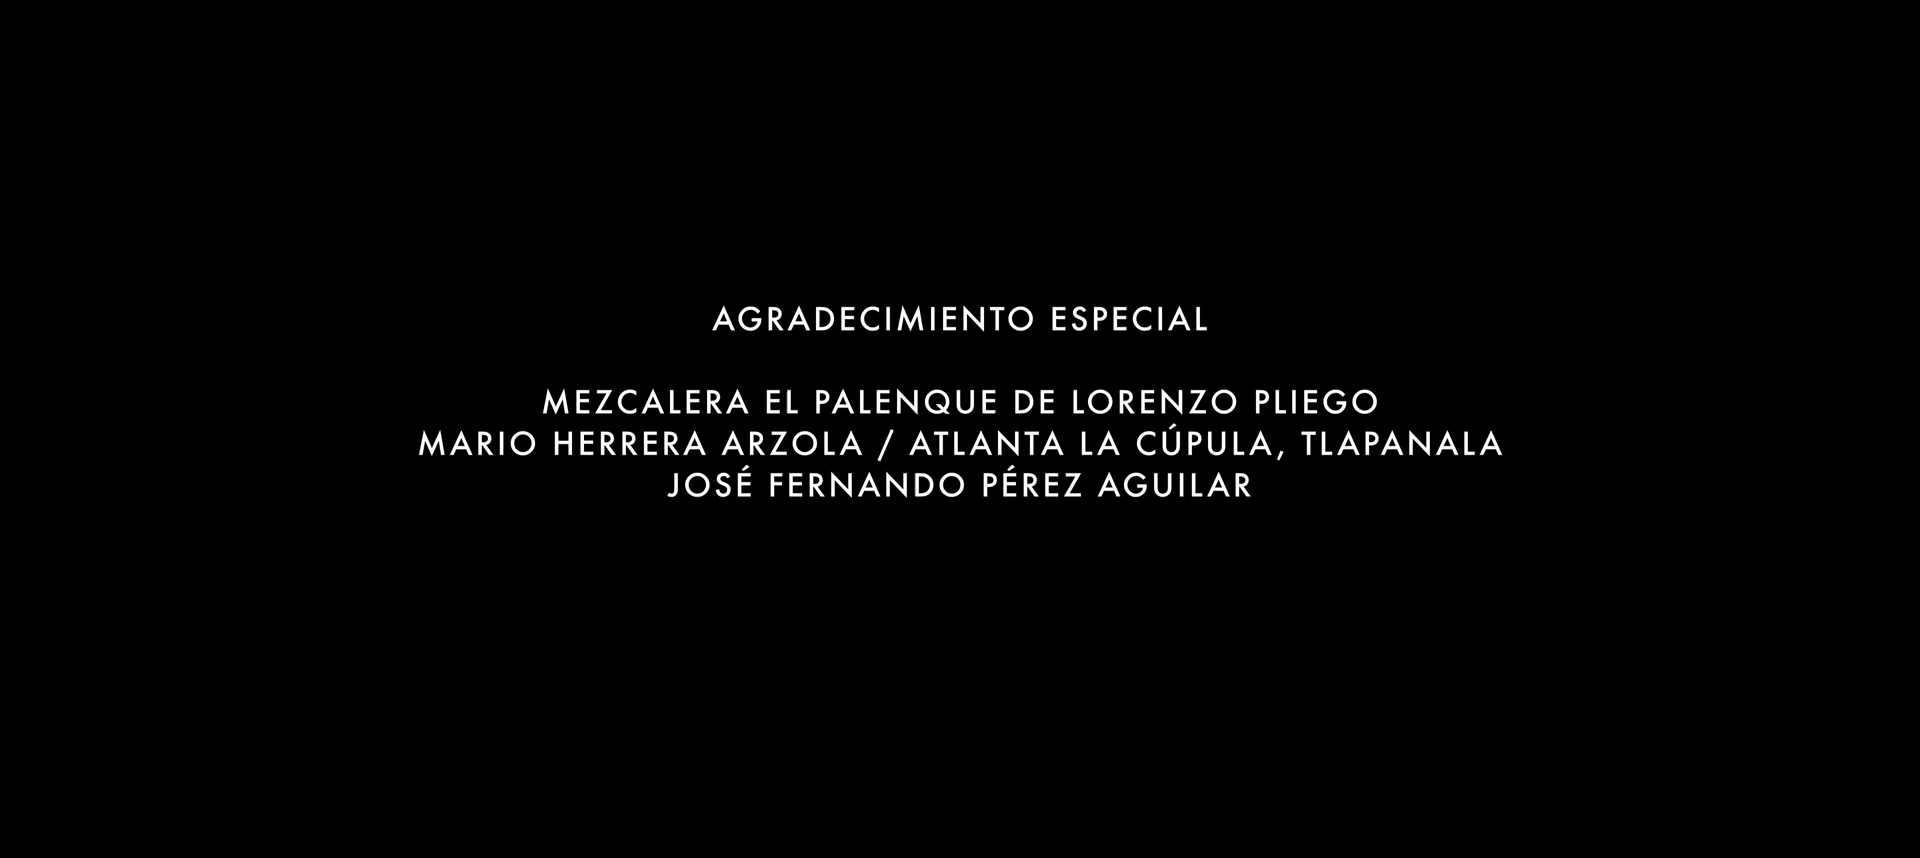 AGRADECIMIENTO ESPECIAL
MEZCALERA EL PALENQUE DE LORENZO PLIEGO
MARIO HERRERA ARZOLA / ATLANTA LA CÚPULA, TLAPANALA
JOSÉ FERNANDO PÉREZ AGUILAR